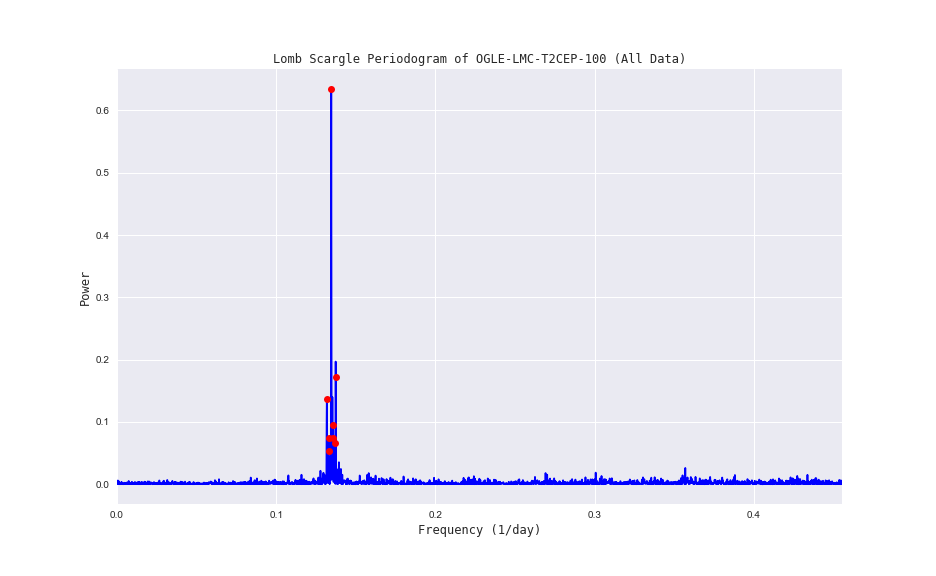 Lomb Scargle Periodogram of OGLE-LMC-T2CEP-100 (All Data)
0.6
0.5
0.4
0.3
0.2
0.1
0.0
Power
0.0 0.1 0.2 0.3 0.4
Frequency (1/day)